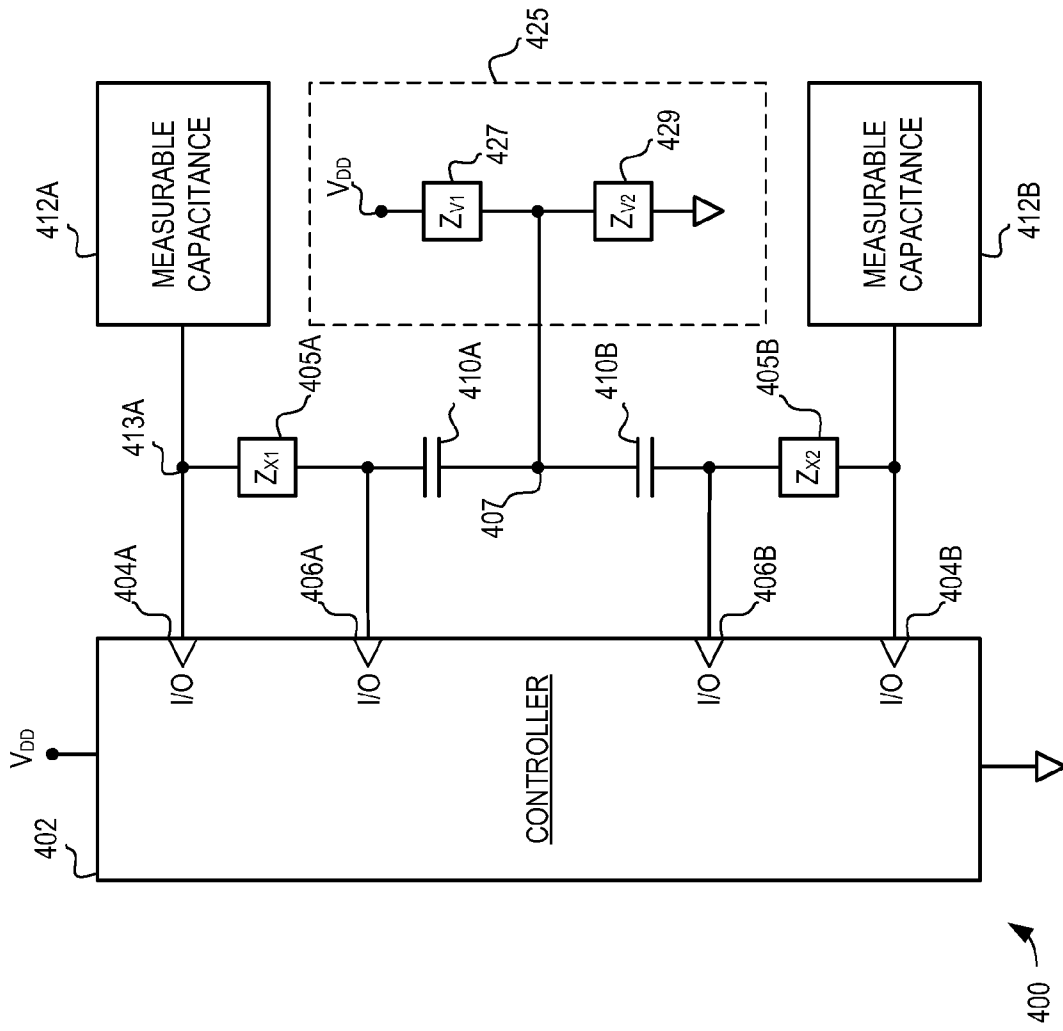 402
V_DD
CONTROLLER
I/O
I/O
I/O
I/O
404A
406A
406B
404B
413A
Z_X1
405A
410A
407
410B
Z_X2
405B
412A
MEASURABLE
CAPACITANCE
425
V_DD
Z_V1
427
Z_V2
429
MEASURABLE
CAPACITANCE
412B
400